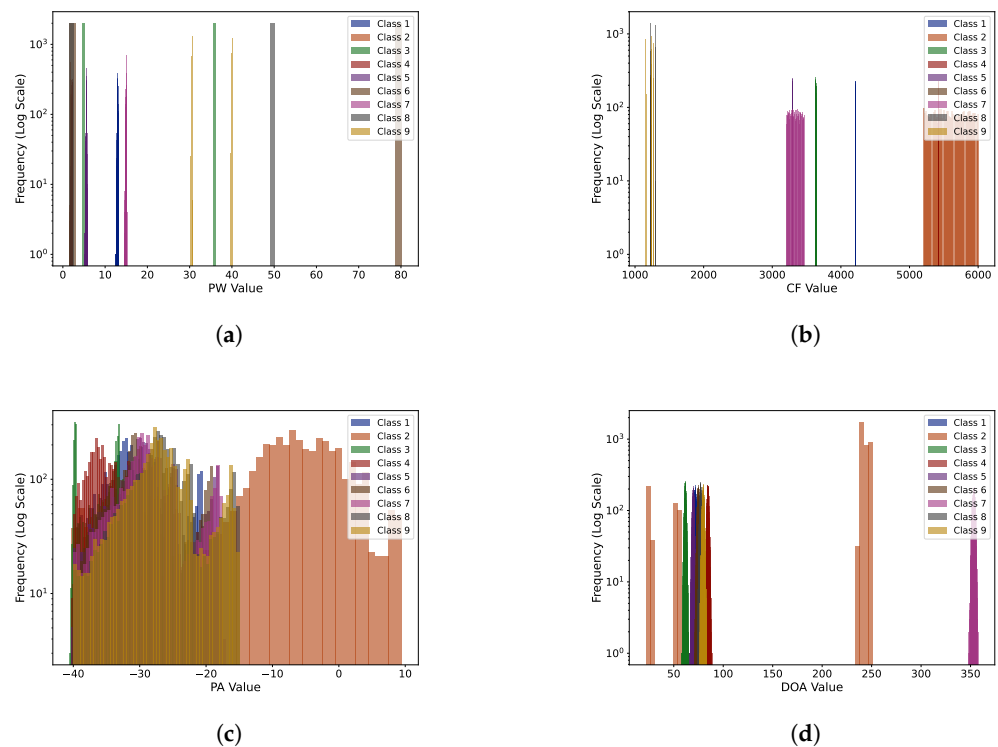 Frequency (Log Scale)
10³
10²
10¹
10⁰
0 10 20 30 40 50 60 70 80
PW Value
Class 1
Class 2
Class 3
Class 4
Class 5
Class 6
Class 7
Class 8
Class 9
(a)
Frequency (Log Scale)
10³
10²
10¹
10⁰
1000 2000 3000 4000 5000 6000
CF Value
Class 1
Class 2
Class 3
Class 4
Class 5
Class 6
Class 7
Class 8
Class 9
(b)
Frequency (Log Scale)
10²
10¹
−40 −30 −20 −10 0 10
PA Value
Class 1
Class 2
Class 3
Class 4
Class 5
Class 6
Class 7
Class 8
Class 9
(c)
Frequency (Log Scale)
10³
10²
10¹
10⁰
50 100 150 200 250 300 350
DOA Value
Class 1
Class 2
Class 3
Class 4
Class 5
Class 6
Class 7
Class 8
Class 9
(d)